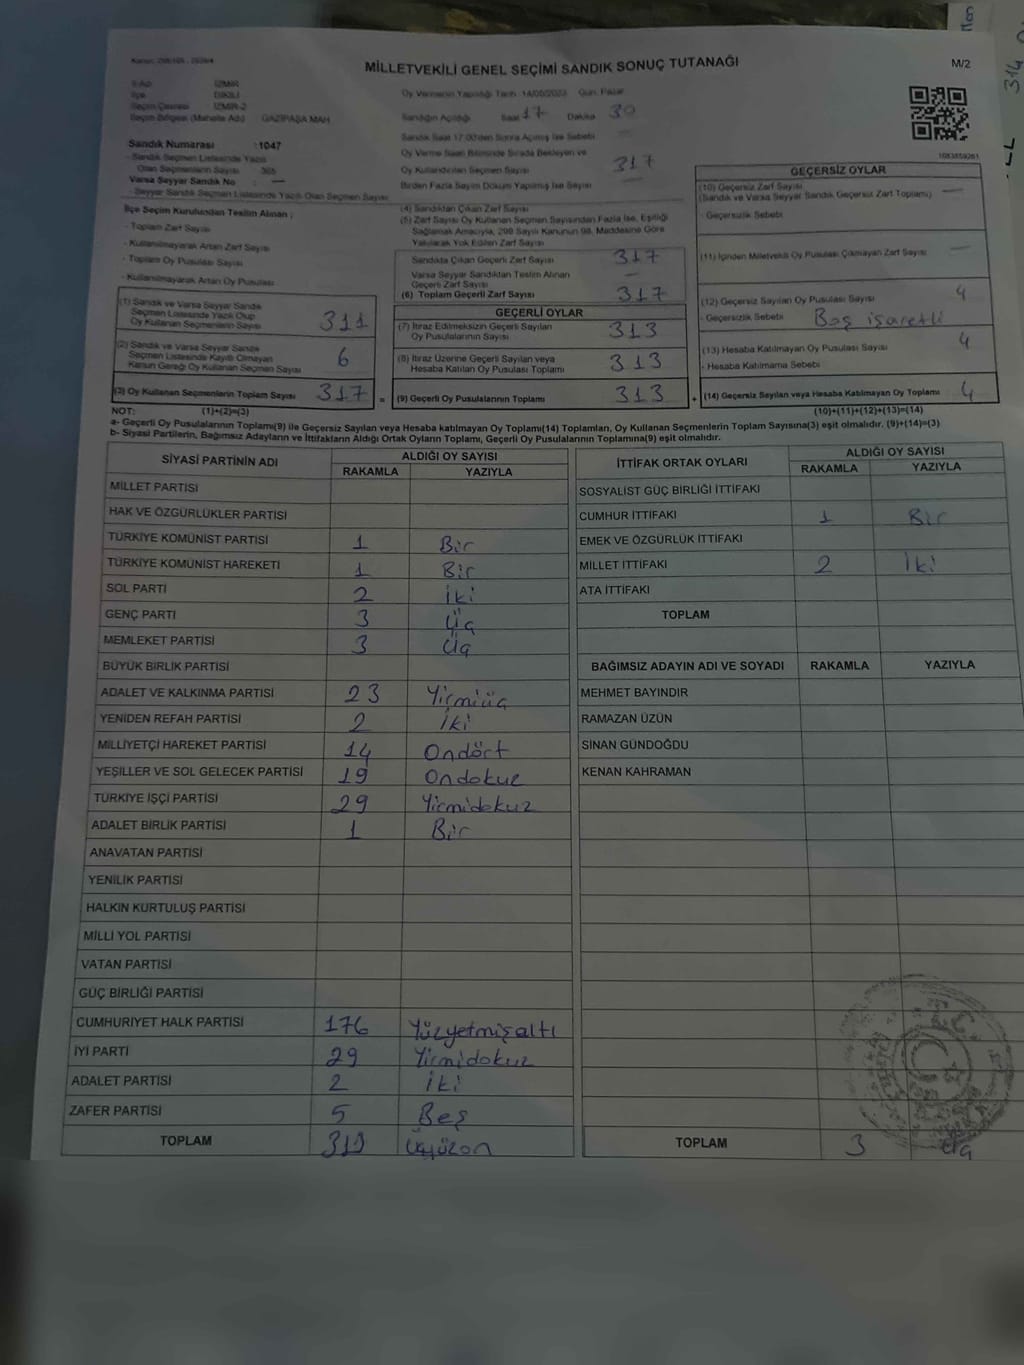 MİLLETVEKİLİ GENEL SEÇİMİ SANDIK SONUÇ TUTANAĞI
M/2
İZMİR
DİKİLİ
Seçim Çevresi İZMİR-2
Seçim Bölgesi (Mahalle Adı) GAZİPAŞA MAH
Sandık Numarası :1047
- Sandık Seçmen Listesinde Yazılı
Olan Seçmenlerin Sayısı 365
Varsa Seyyar Sandık No : —
- Seyyar Sandık Seçmen Listesinde Yazılı Olan Seçmen Sayısı
İlçe Seçim Kurulundan Teslim Alınan ;
- Toplam Zarf Sayısı
- Kullanılmayarak Artan Zarf Sayısı
- Toplam Oy Pusulası Sayısı
- Kullanılmayarak Artan Oy Pusulası
(1) Sandık ve Varsa Seyyar Sandık
Seçmen Listesinde Yazılı Olup
Oy Kullanan Seçmenlerin Sayısı 311
(2) Sandık ve Varsa Seyyar Sandık
Seçmen Listesinde Kayıtlı Olmayan
Kanun Gereği Oy Kullanan Seçmen Sayısı 6
(3) Oy Kullanan Seçmenlerin Toplam Sayısı 317 =
Oy Vermenin Yapıldığı Tarih 14/05/2023 Gün: Pazar
Sandığın Açıldığı Saat 17 Dakika 30
Sandık Saat 17:00'den Sonra Açılmış İse Sebebi —
Oy Verme Saati Bitiminde Sırada Bekleyen ve
Oy Kullandırılan Seçmen Sayısı 317
Birden Fazla Sayım Döküm Yapılmış İse Sayısı —
(4) Sandıktan Çıkan Zarf Sayısı
(5) Zarf Sayısı Oy Kullanan Seçmen Sayısından Fazla İse, Eşitliği
Sağlamak Amacıyla, 298 Sayılı Kanunun 98. Maddesine Göre
Yakılarak Yok Edilen Zarf Sayısı
Sandıkta Çıkan Geçerli Zarf Sayısı 317
Varsa Seyyar Sandıktan Teslim Alınan
Geçerli Zarf Sayısı —
(6) Toplam Geçerli Zarf Sayısı 317
GEÇERLİ OYLAR
(7) İtiraz Edilmeksizin Geçerli Sayılan
Oy Pusulalarının Sayısı 313
(8) İtiraz Üzerine Geçerli Sayılan veya
Hesaba Katılan Oy Pusulası Toplamı 313
(9) Geçerli Oy Pusulalarının Toplamı 313 +
1083859261
GEÇERSİZ OYLAR
(10) Geçersiz Zarf Sayısı
(Sandık ve Varsa Seyyar Sandık Geçersiz Zarf Toplamı) —
- Geçersizlik Sebebi
(11) İçinden Milletvekili Oy Pusulası Çıkmayan Zarf Sayısı —
(12) Geçersiz Sayılan Oy Pusulası Sayısı 4
- Geçersizlik Sebebi Boş işaretli
(13) Hesaba Katılmayan Oy Pusulası Sayısı 4
- Hesaba Katılmama Sebebi
(14) Geçersiz Sayılan veya Hesaba Katılmayan Oy Toplamı 4
NOT: (1)+(2)=(3) (10)+(11)+(12)+(13)=(14)
a- Geçerli Oy Pusulalarının Toplamı(9) ile Geçersiz Sayılan veya Hesaba katılmayan Oy Toplamı(14) Toplamları, Oy Kullanan Seçmenlerin Toplam Sayısına(3) eşit olmalıdır. (9)+(14)=(3)
b- Siyasi Partilerin, Bağımsız Adayların ve İttifakların Aldığı Ortak Oyların Toplamı, Geçerli Oy Pusulalarının Toplamına(9) eşit olmalıdır.
SİYASİ PARTİNİN ADI ALDIĞI OY SAYISI
RAKAMLA YAZIYLA
MİLLET PARTİSİ
HAK VE ÖZGÜRLÜKLER PARTİSİ
TÜRKİYE KOMÜNİST PARTİSİ 1 Bir
TÜRKİYE KOMÜNİST HAREKETİ 1 Bir
SOL PARTİ 2 İki
GENÇ PARTİ 3 Üç
MEMLEKET PARTİSİ 3 Üç
BÜYÜK BİRLİK PARTİSİ
ADALET VE KALKINMA PARTİSİ 23 Yirmiüç
YENİDEN REFAH PARTİSİ 2 İki
MİLLİYETÇİ HAREKET PARTİSİ 14 Ondört
YEŞİLLER VE SOL GELECEK PARTİSİ 19 Ondokuz
TÜRKİYE İŞÇİ PARTİSİ 29 Yirmidokuz
ADALET BİRLİK PARTİSİ 1 Bir
ANAVATAN PARTİSİ
YENİLİK PARTİSİ
HALKIN KURTULUŞ PARTİSİ
MİLLİ YOL PARTİSİ
VATAN PARTİSİ
GÜÇ BİRLİĞİ PARTİSİ
CUMHURİYET HALK PARTİSİ 176 Yüzyetmişaltı
İYİ PARTİ 29 Yirmidokuz
ADALET PARTİSİ 2 İki
ZAFER PARTİSİ 5 Beş
TOPLAM 310 Üçyüzon
İTTİFAK ORTAK OYLARI ALDIĞI OY SAYISI
RAKAMLA YAZIYLA
SOSYALİST GÜÇ BİRLİĞİ İTTİFAKI
CUMHUR İTTİFAKI 1 Bir
EMEK VE ÖZGÜRLÜK İTTİFAKI
MİLLET İTTİFAKI 2 İki
ATA İTTİFAKI
TOPLAM
BAĞIMSIZ ADAYIN ADI VE SOYADI RAKAMLA YAZIYLA
MEHMET BAYINDIR
RAMAZAN ÜZÜN
SİNAN GÜNDOĞDU
KENAN KAHRAMAN
TOPLAM 3 Üç
314